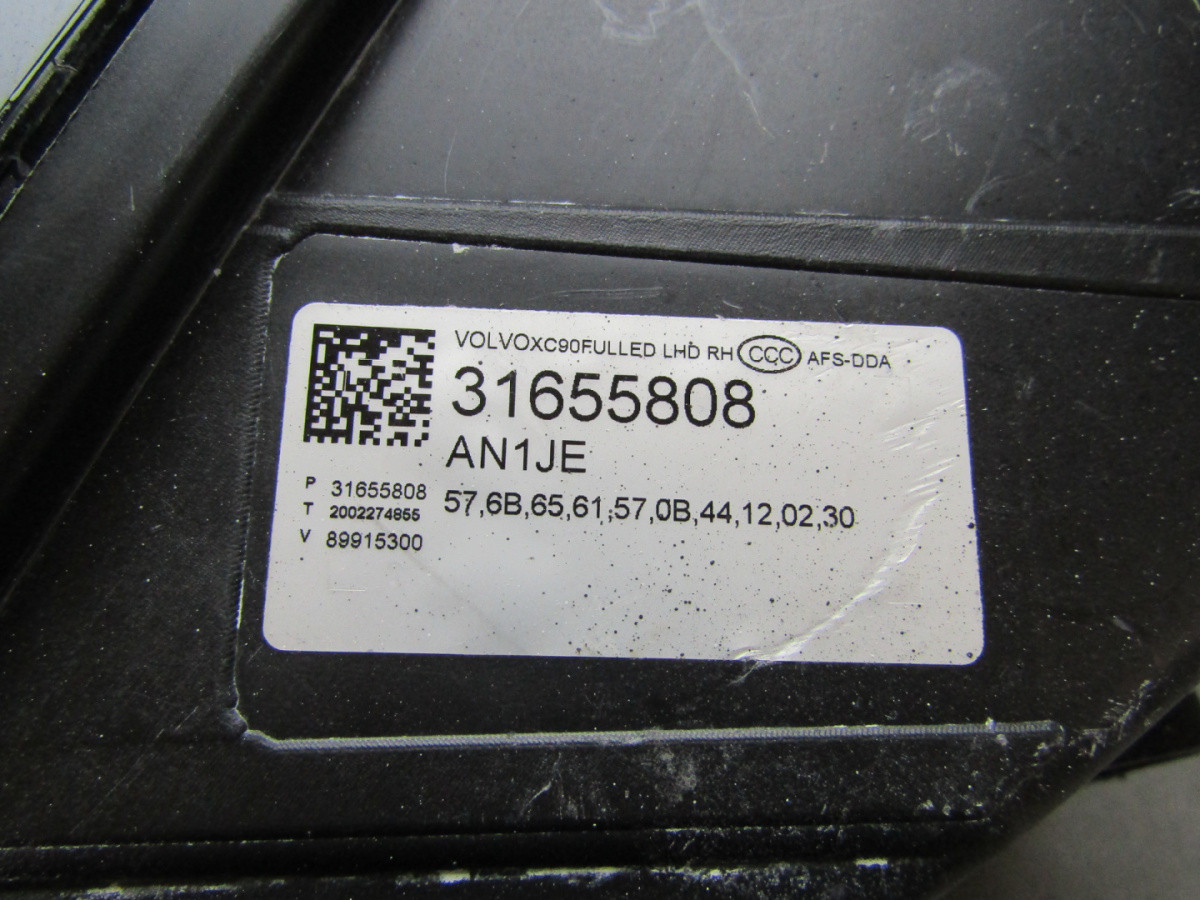 VOLVOXC90FULLED LHD RH CCC AFS-DDA
31655808
AN1JE
57,6B,65,61,57,0B,44,12,02,30
P 31655808
T 2002274855
V 89915300